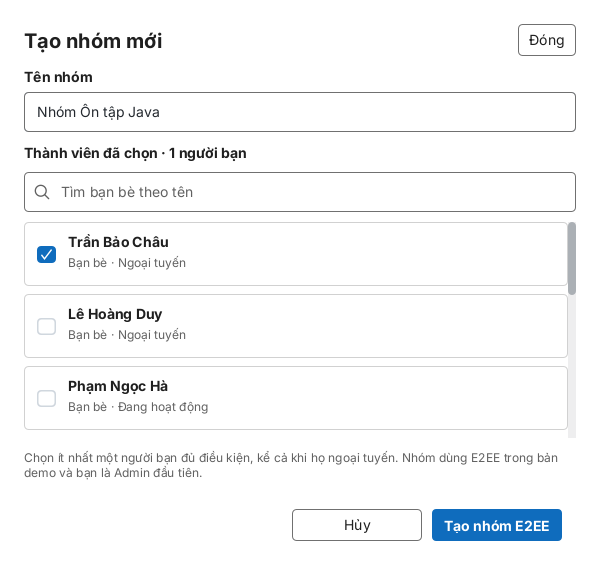 Tạo nhóm mới
Đóng
Tên nhóm
Nhóm Ôn tập Java
Thành viên đã chọn · 1 người bạn
Tìm bạn bè theo tên
Trần Bảo Châu
Bạn bè · Ngoại tuyến
Lê Hoàng Duy
Bạn bè · Ngoại tuyến
Phạm Ngọc Hà
Bạn bè · Đang hoạt động
Chọn ít nhất một người bạn đủ điều kiện, kể cả khi họ ngoại tuyến. Nhóm dùng E2EE trong bản
demo và bạn là Admin đầu tiên.
Hủy
Tạo nhóm E2EE